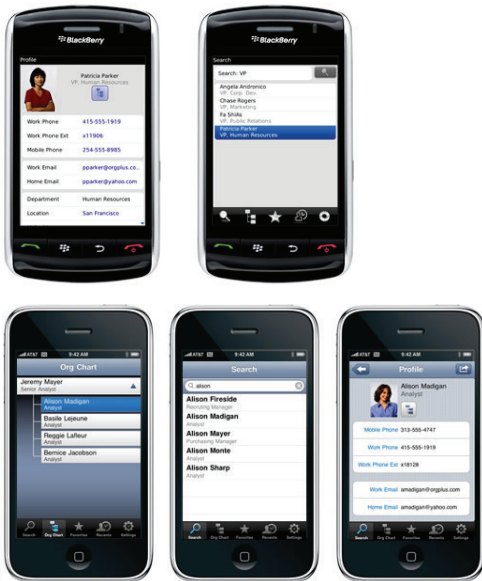 BlackBerry
Profile
Patricia Parker
VP, Human Resources
Work Phone 415-555-1919
Work Phone Ext x11906
Mobile Phone 254-555-8985
Work Email pparker@orgplus.co...
Home Email pparker@yahoo.com
Department Human Resources
Location San Francisco
BlackBerry
Search
Search: VP
Angela Andronico
VP, Corp. Dev.
Chase Rogers
VP, Marketing
Fa Shiño
VP, Public Relations
Patricia Parker
VP, Human Resources
AT&T 9:43 AM
Org Chart
Jeremy Mayer
Senior Analyst
Alison Madigan
Analyst
Basile Lejeune
Analyst
Reggie Lafleur
Analyst
Bernice Jacobson
Analyst
Search Org Chart Favorites Recents Settings
AT&T 9:43 AM
Search
alison
Alison Fireside
Recruiting Manager
Alison Madigan
Analyst
Alison Mayer
Purchasing Manager
Alison Monte
Analyst
Alison Sharp
Analyst
Search Org Chart Favorites Recents Settings
AT&T 9:42 AM
Profile
Alison Madigan
Analyst
Mobile Phone 313-555-4747
Work Phone 415-555-1919
Work Phone Ext x18128
Work Email amadigan@orgplus.com
Home Email amadigan@yahoo.com
Search Org Chart Favorites Recents Settings